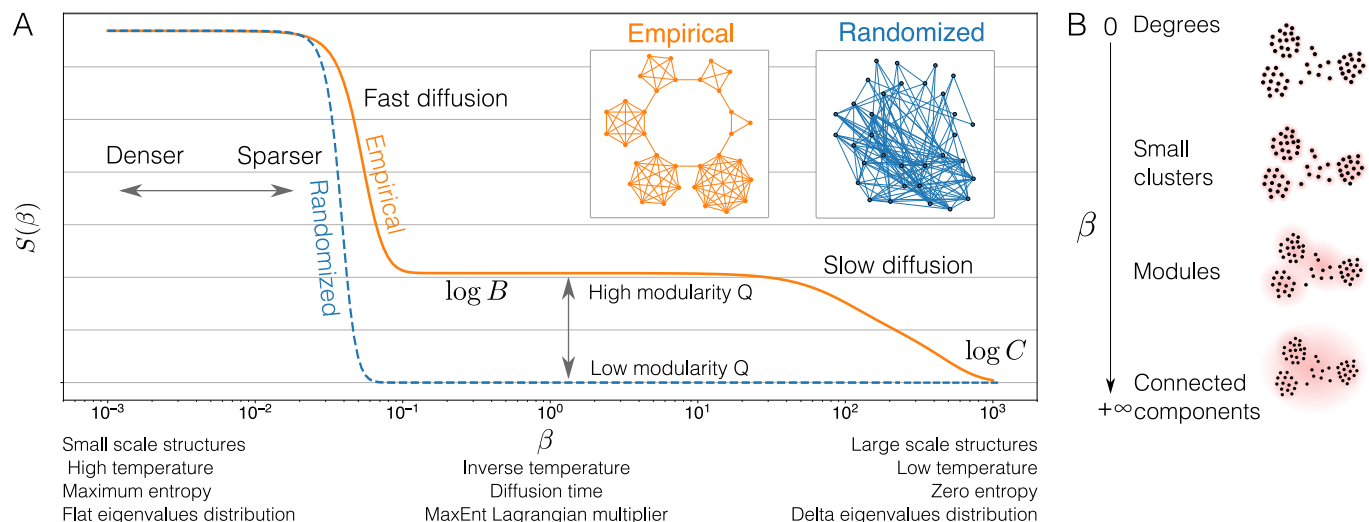 A
Empirical
Randomized
Fast diffusion
Denser
Sparser
Empirical
Randomized
S(β)
log B
High modularity Q
Low modularity Q
Slow diffusion
log C
10⁻³
10⁻²
10⁻¹
10⁰
10¹
10²
10³
β
Small scale structures
High temperature
Maximum entropy
Flat eigenvalues distribution
Inverse temperature
Diffusion time
MaxEnt Lagrangian multiplier
Large scale structures
Low temperature
Zero entropy
Delta eigenvalues distribution
B
0
Degrees
Small
clusters
β
Modules
Connected
+∞ components